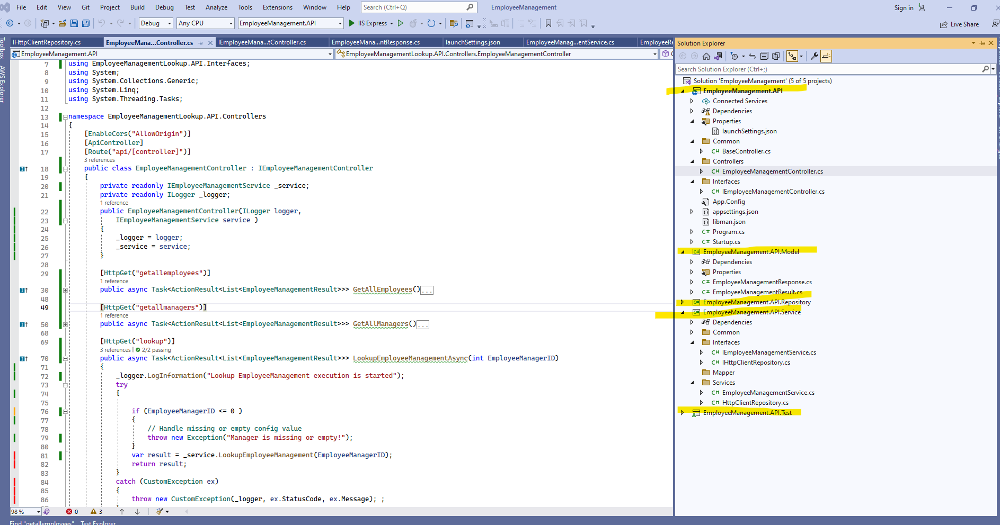 File Edit View Git Project Build Debug Test Analyze Tools Extensions Window Help Search (Ctrl+Q) EmployeeManagement Sign in
Debug Any CPU EmployeeManagement.API IIS Express Live Share
Toolbox
AWS Explorer
IHttpClientRepository.cs EmployeeMana...Controller.cs IEmployeeMana...tController.cs EmployeeMana...ntResponse.cs launchSettings.json EmployeeManag...entService.cs EmployeeRe
EmployeeManagement.API EmployeeManagementLookup.API.Controllers.EmployeeManagementController
7 using EmployeeManagementLookup.API.Interfaces;
8 using System;
9 using System.Collections.Generic;
10 using System.Linq;
11 using System.Threading.Tasks;
12
13 namespace EmployeeManagementLookup.API.Controllers
14 {
15 [EnableCors("AllowOrigin")]
16 [ApiController]
17 [Route("api/[controller]")]
3 references
18 public class EmployeeManagementController : IEmployeeManagementController
19 {
20 private readonly IEmployeeManagementService _service;
21 private readonly ILogger _logger;
1 reference
22 public EmployeeManagementController(ILogger logger,
23 IEmployeeManagementService service )
24 {
25 _logger = logger;
26 _service = service;
27 }
28
29 [HttpGet("getallemployees")]
1 reference
30 public async Task<ActionResult<List<EmployeeManagementResult>>> GetAllEmployees()...
48
49 [HttpGet("getallmanagers")]
1 reference
50 public async Task<ActionResult<List<EmployeeManagementResult>>> GetAllManagers()...
68
69 [HttpGet("lookup")]
3 references | 2/2 passing
70 public async Task<ActionResult<List<EmployeeManagementResult>>> LookupEmployeeManagementAsync(int EmployeeManagerID)
71 {
72 _logger.LogInformation("Lookup EmployeeManagement execution is started");
73 try
74 {
75
76 if (EmployeeManagerID <= 0 )
77 {
78 // Handle missing or empty config value
79 throw new Exception("Manager is missing or empty!");
80 }
81 var result = _service.LookupEmployeeManagement(EmployeeManagerID);
82 return result;
83 }
84 catch (CustomException ex)
85 {
86 throw new CustomException(_logger, ex.StatusCode, ex.Message); ;
98 % 0 3
Find "getallemployees" Test Explorer
Solution Explorer
Search Solution Explorer (Ctrl+;)
Solution 'EmployeeManagement' (5 of 5 projects)
EmployeeManagement.API
Connected Services
Dependencies
Properties
launchSettings.json
Common
C# BaseController.cs
Controllers
C# EmployeeManagementController.cs
Interfaces
C# IEmployeeManagementController.cs
App.Config
appsettings.json
libman.json
C# Program.cs
C# Startup.cs
C# EmployeeManagement.API.Model
Dependencies
Properties
C# EmployeeManagementResponse.cs
C# EmployeeManagementResult.cs
C# EmployeeManagement.API.Repository
C# EmployeeManagement.API.Service
Dependencies
Common
Interfaces
C# IEmployeeManagementService.cs
C# IHttpClientRepository.cs
Mapper
Services
C# EmployeeManagementService.cs
C# HttpClientRepository.cs
EmployeeManagement.API.Test